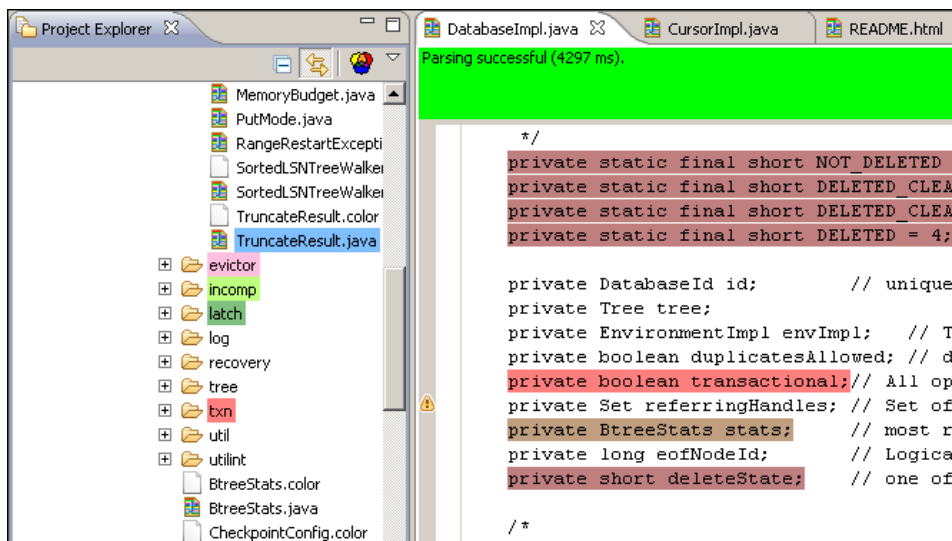 Project Explorer
MemoryBudget.java
PutMode.java
RangeRestartExcepti
SortedLSNTreeWalker
SortedLSNTreeWalker
TruncateResult.color
TruncateResult.java
evictor
incomp
latch
log
recovery
tree
txn
util
utilint
BtreeStats.color
BtreeStats.java
CheckpointConfig.color
DatabaseImpl.java
CursorImpl.java
README.html
Parsing successful (4297 ms).
*/
private static final short NOT_DELETED
private static final short DELETED_CLEA
private static final short DELETED_CLEA
private static final short DELETED = 4;
private DatabaseId id; // unique
private Tree tree;
private EnvironmentImpl envImpl; // T
private boolean duplicatesAllowed; // d
private boolean transactional;// All op
private Set referringHandles; // Set of
private BtreeStats stats; // most r
private long eofNodeId; // Logica
private short deleteState; // one of
/*